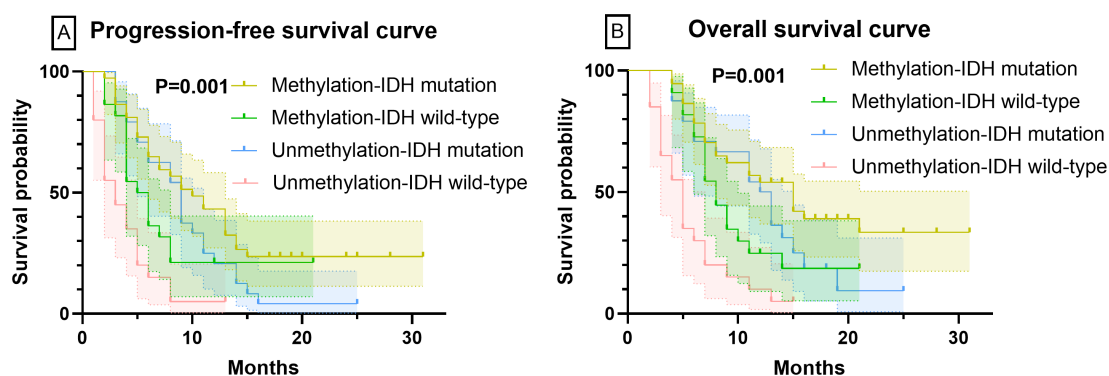 A Progression-free survival curve
P=0.001
Methylation-IDH mutation
Methylation-IDH wild-type
Unmethylation-IDH mutation
Unmethylation-IDH wild-type
Survival probability
100
50
0
0 10 20 30
Months
B Overall survival curve
P=0.001
Methylation-IDH mutation
Methylation-IDH wild-type
Unmethylation-IDH mutation
Unmethylation-IDH wild-type
Survival probability
100
50
0
0 10 20 30
Months